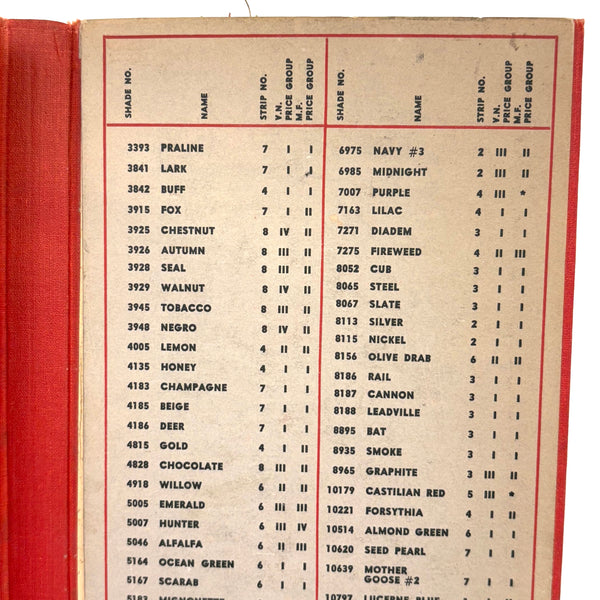 SHADE NO. NAME STRIP NO. Y.N. PRICE GROUP M.F. PRICE GROUP
3393 PRALINE 7 I I
3841 LARK 7 I I
3842 BUFF 4 I I
3915 FOX 7 I II
3925 CHESTNUT 8 IV II
3926 AUTUMN 8 III II
3928 SEAL 8 III II
3929 WALNUT 8 IV II
3945 TOBACCO 8 III II
3948 NEGRO 8 IV II
4005 LEMON 4 II II
4135 HONEY 4 I I
4183 CHAMPAGNE 7 I I
4185 BEIGE 7 I I
4186 DEER 7 I I
4815 GOLD 4 I II
4828 CHOCOLATE 8 III II
4918 WILLOW 6 II II
5005 EMERALD 6 III III
5007 HUNTER 6 III IV
5046 ALFALFA 6 II III
5164 OCEAN GREEN 6 I I
5167 SCARAB 6 I I
5183 MIGNONETTE
SHADE NO. NAME STRIP NO. Y.N. PRICE GROUP M.F. PRICE GROUP
6975 NAVY #3 2 III II
6985 MIDNIGHT 2 III II
7007 PURPLE 4 III *
7163 LILAC 4 I I
7271 DIADEM 3 I I
7275 FIREWEED 4 II III
8052 CUB 3 I I
8065 STEEL 3 I I
8067 SLATE 3 I I
8113 SILVER 2 I I
8115 NICKEL 2 I I
8156 OLIVE DRAB 6 II II
8186 RAIL 3 I I
8187 CANNON 3 I I
8188 LEADVILLE 3 I I
8895 BAT 3 I I
8935 SMOKE 3 I I
8965 GRAPHITE 3 III II
10179 CASTILIAN RED 5 III *
10221 FORSYTHIA 4 I II
10514 ALMOND GREEN 6 I I
10620 SEED PEARL 7 I I
10639 MOTHER
GOOSE #2 7 I I
10797 LUCERNE BLUE